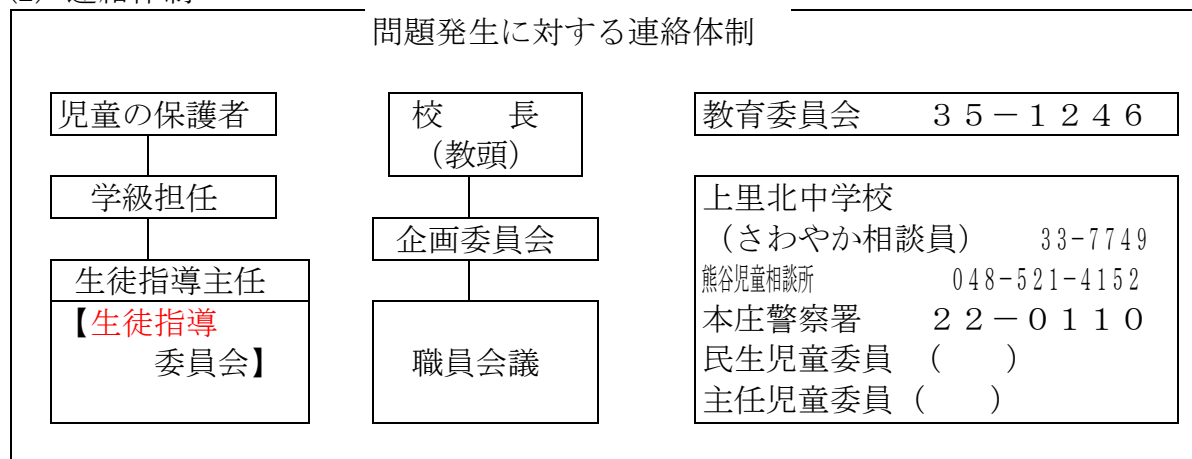 問題発生に対する連絡体制
児童の保護者
学級担任
生徒指導主任
【生徒指導
委員会】
校　　長
（教頭）
企画委員会
職員会議
教育委員会　　３５－１２４６
上里北中学校
（さわやか相談員）　　33-7749
熊谷児童相談所　　048-521-4152
本庄警察署　　２２－０１１０
民生児童委員　（　　）
主任児童委員（　　）